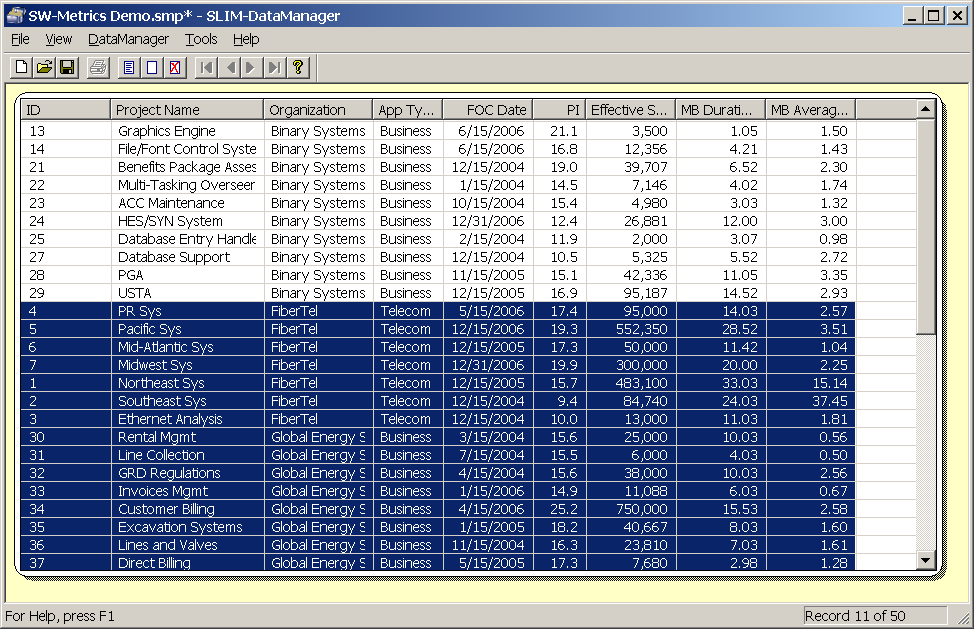 SW-Metrics Demo.smp* - SLIM-DataManager
File View DataManager Tools Help
ID Project Name Organization App Ty... FOC Date PI Effective S... MB Durati... MB Averag...
13 Graphics Engine Binary Systems Business 6/15/2006 21.1 3,500 1.05 1.50
14 File/Font Control Syste Binary Systems Business 6/15/2006 16.8 12,356 4.21 1.43
21 Benefits Package Asses Binary Systems Business 12/15/2004 19.0 39,707 6.52 2.30
22 Multi-Tasking Overseer Binary Systems Business 1/15/2004 14.5 7,146 4.02 1.74
23 ACC Maintenance Binary Systems Business 10/15/2004 15.4 4,980 3.03 1.32
24 HES/SYN System Binary Systems Business 12/31/2006 12.4 26,881 12.00 3.00
25 Database Entry Handle Binary Systems Business 2/15/2004 11.9 2,000 3.07 0.98
27 Database Support Binary Systems Business 12/15/2004 10.5 5,325 5.52 2.72
28 PGA Binary Systems Business 11/15/2005 15.1 42,336 11.05 3.35
29 USTA Binary Systems Business 12/15/2005 16.9 95,187 14.52 2.93
4 PR Sys FiberTel Telecom 5/15/2006 17.4 95,000 14.03 2.57
5 Pacific Sys FiberTel Telecom 12/15/2006 19.3 552,350 28.52 3.51
6 Mid-Atlantic Sys FiberTel Telecom 12/15/2005 17.3 50,000 11.42 1.04
7 Midwest Sys FiberTel Telecom 12/31/2006 19.9 300,000 20.00 2.25
1 Northeast Sys FiberTel Telecom 12/15/2005 15.7 483,100 33.03 15.14
2 Southeast Sys FiberTel Telecom 12/15/2004 9.4 84,740 24.03 37.45
3 Ethernet Analysis FiberTel Telecom 12/15/2004 10.0 13,000 11.03 1.81
30 Rental Mgmt Global Energy S Business 3/15/2004 15.6 25,000 10.03 0.56
31 Line Collection Global Energy S Business 7/15/2004 15.5 6,000 4.03 0.50
32 GRD Regulations Global Energy S Business 4/15/2004 15.6 38,000 10.03 2.56
33 Invoices Mgmt Global Energy S Business 1/15/2006 14.9 11,088 6.03 0.67
34 Customer Billing Global Energy S Business 4/15/2006 25.2 750,000 15.53 2.58
35 Excavation Systems Global Energy S Business 1/15/2005 18.2 40,667 8.03 1.60
36 Lines and Valves Global Energy S Business 11/15/2004 16.3 23,810 7.03 1.61
37 Direct Billing Global Energy S Business 5/15/2005 17.3 7,680 2.98 1.28
For Help, press F1 Record 11 of 50